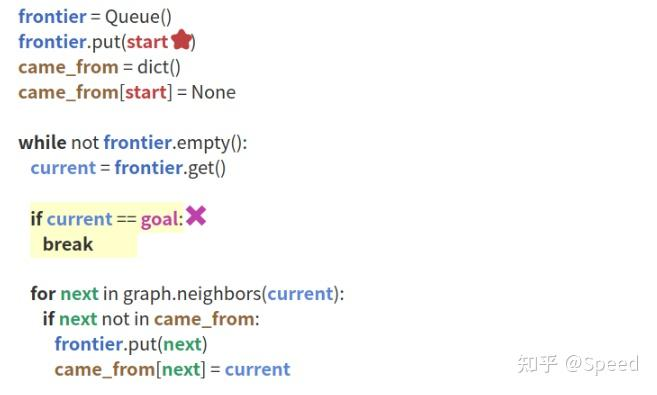 frontier = Queue()
frontier.put(start)
came_from = dict()
came_from[start] = None
while not frontier.empty():
current = frontier.get()
if current == goal:
break
for next in graph.neighbors(current):
if next not in came_from:
frontier.put(next)
came_from[next] = current
知乎 @Speed